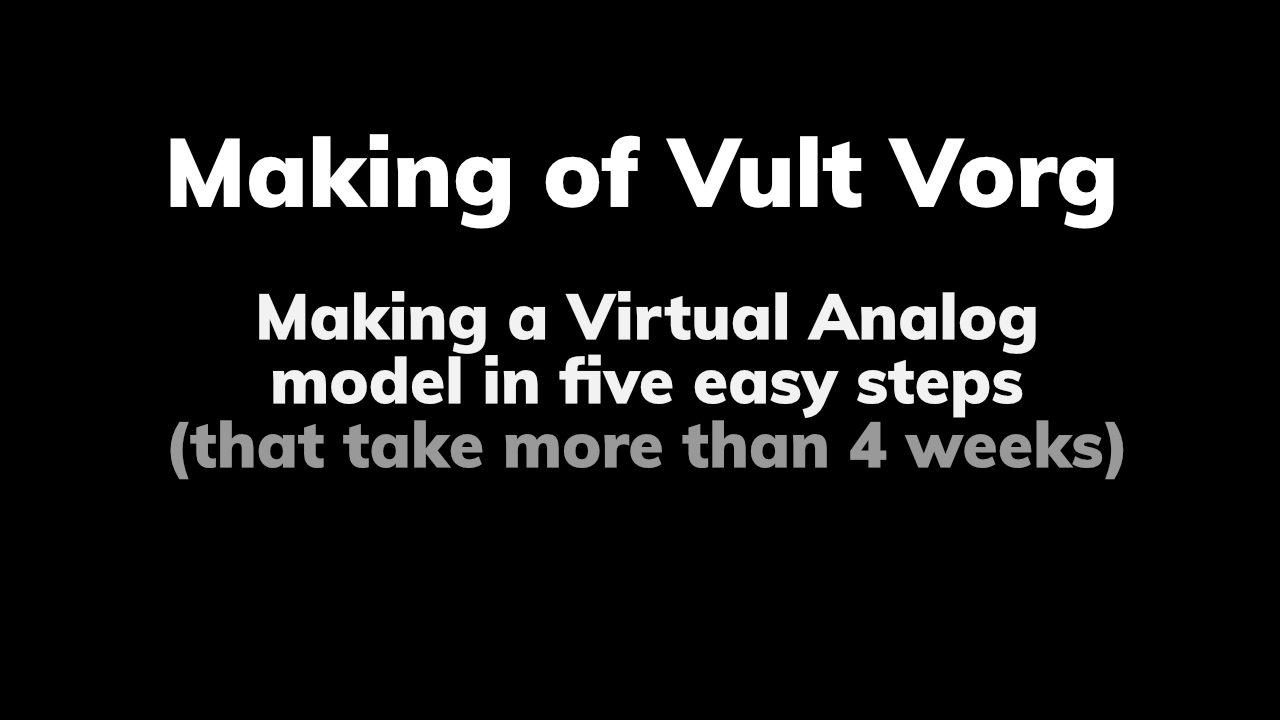 Making of Vult Vorg
Making a Virtual Analog
model in five easy steps
(that take more than 4 weeks)